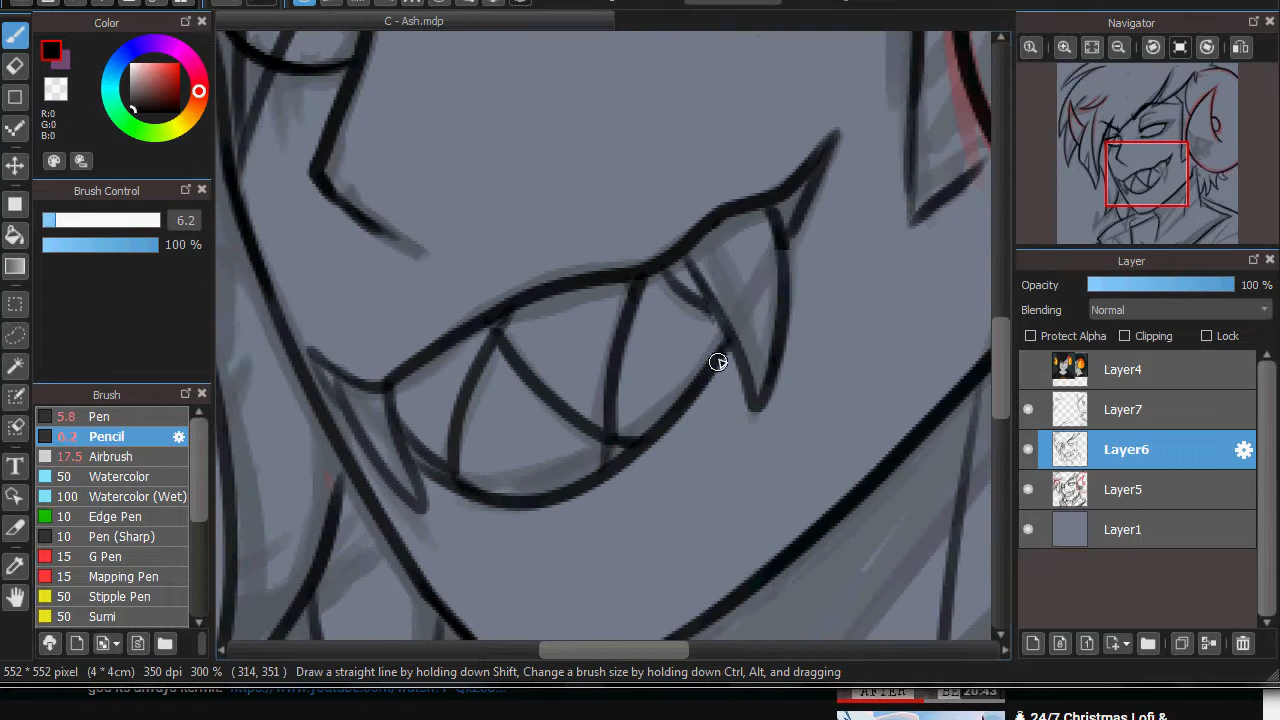 Color
C - Ash.mdp
Navigator
R:0
G:0
B:0
Brush Control
6.2
100 %
Layer
Opacity
100 %
Blending
Normal
Protect Alpha
Clipping
Lock
Brush
5.8 Pen
6.2 Pencil
17.5 Airbrush
50 Watercolor
100 Watercolor (Wet)
10 Edge Pen
10 Pen (Sharp)
15 G Pen
15 Mapping Pen
50 Stipple Pen
50 Sumi
Layer4
Layer7
Layer6
Layer5
Layer1
552 * 552 pixel (4 * 4cm) 350 dpi 300 % ( 314, 351 ) Draw a straight line by holding down Shift, Change a brush size by holding down Ctrl, Alt, and dragging
AFTER
BE 20:43
24/7 Christmas Lofi &